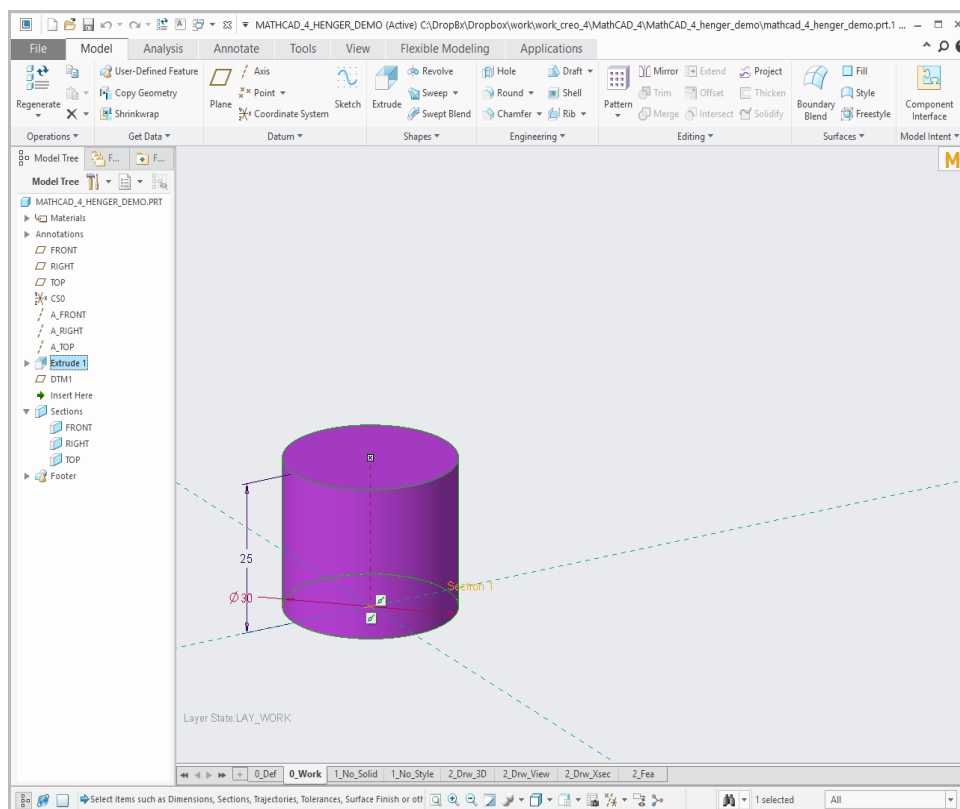 MATHCAD_4_HENGER_DEMO (Active) C:\DropBx\Dropbox\work\work_creo_4\MathCAD_4\MathCAD_4_henger_demo\mathcad_4_henger_demo.prt.1 ...
File Model Analysis Annotate Tools View Flexible Modeling Applications
User-Defined Feature Axis Revolve Hole Draft Mirror Extend Project Fill
Copy Geometry Point Sweep Round Shell Trim Offset Thicken Style
Regenerate Plane Sketch Extrude Pattern Boundary Blend Component Interface
Shrinkwrap Coordinate System Swept Blend Chamfer Rib Merge Intersect Solidify Freestyle
Operations Get Data Datum Shapes Engineering Editing Surfaces Model Intent
Model Tree F... F...
Model Tree
M
MATHCAD_4_HENGER_DEMO.PRT
Materials
Annotations
FRONT
RIGHT
TOP
CS0
A_FRONT
A_RIGHT
A_TOP
Extrude 1
DTM1
Insert Here
Sections
FRONT
RIGHT
TOP
Footer
25
Section 1
Ø30
Layer State:LAY_WORK
0_Def 0_Work 1_No_Solid 1_No_Style 2_Drw_3D 2_Drw_View 2_Drw_Xsec 2_Fea
Select items such as Dimensions, Sections, Trajectories, Tolerances, Surface Finish or oth 1 selected All